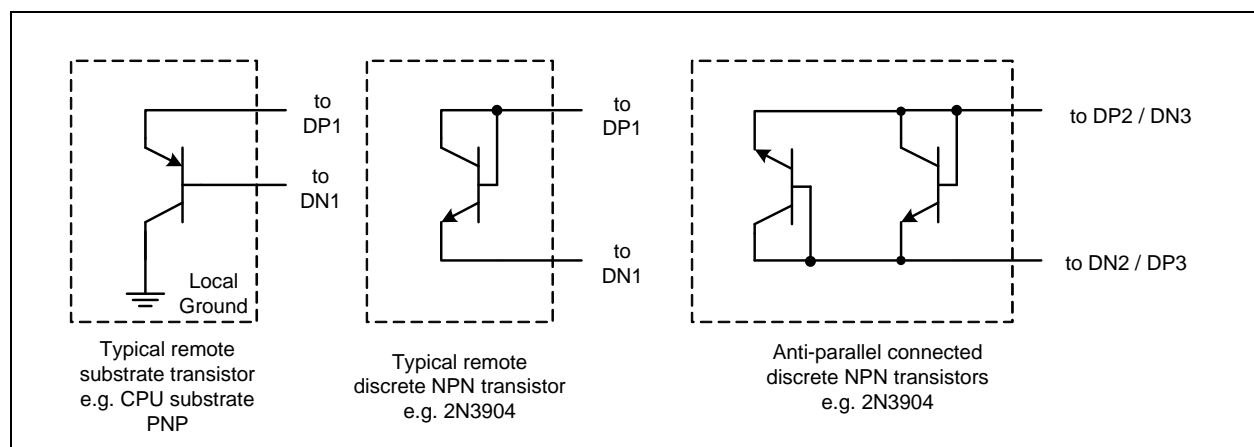 to
DP1
to
DN1
Local
Ground
Typical remote
substrate transistor
e.g. CPU substrate
PNP
to
DP1
to
DN1
Typical remote
discrete NPN transistor
e.g. 2N3904
to DP2 / DN3
to DN2 / DP3
Anti-parallel connected
discrete NPN transistors
e.g. 2N3904